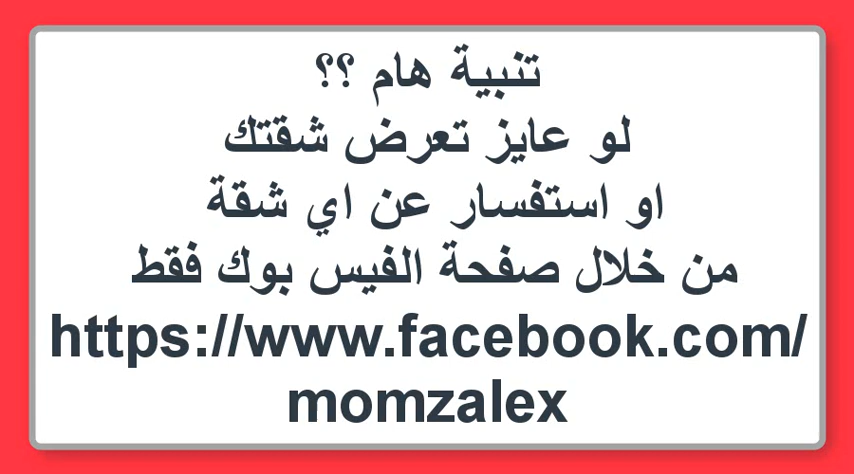 تنبية هام ؟؟
لو عايز تعرض شقتك
او استفسار عن اي شقة
من خلال صفحة الفيس بوك فقط
https://www.facebook.com/
momzalex